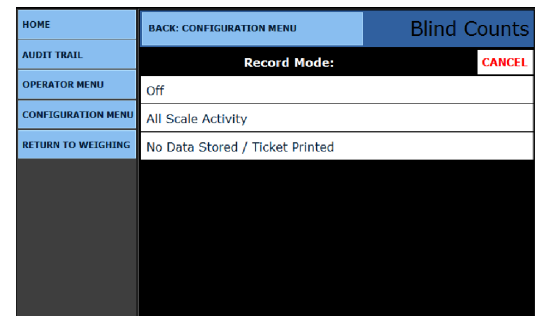 HOME
AUDIT TRAIL
OPERATOR MENU
CONFIGURATION MENU
RETURN TO WEIGHING
BACK: CONFIGURATION MENU
Blind Counts
Record Mode:
CANCEL
Off
All Scale Activity
No Data Stored / Ticket Printed